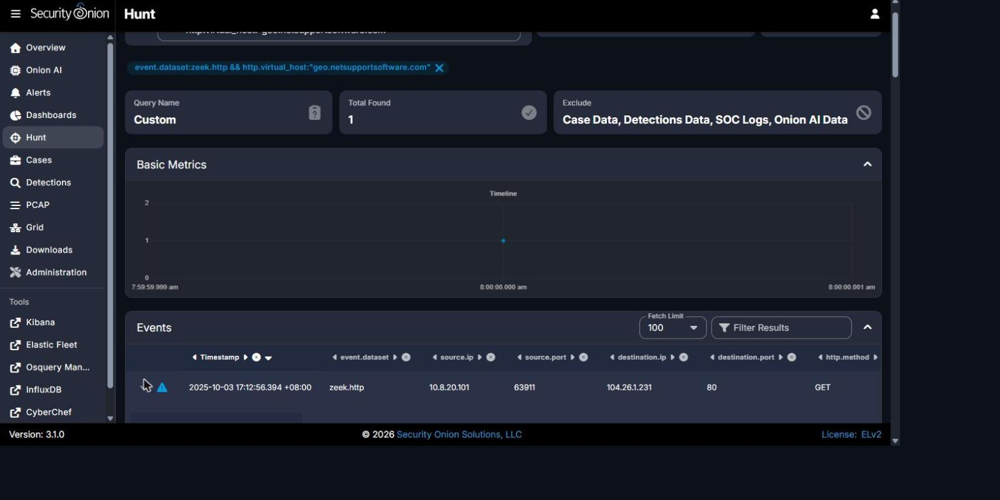 Security Onion
Hunt
Overview
Onion AI
Alerts
Dashboards
Hunt
Cases
Detections
PCAP
Grid
Downloads
Administration
Tools
Kibana
Elastic Fleet
Osquery Man...
InfluxDB
CyberChef
event.dataset:zeek.http && http.virtual_host:"geo.netsupportsoftware.com"
Query Name
Custom
Total Found
1
Exclude
Case Data, Detections Data, SOC Logs, Onion AI Data
Basic Metrics
Timeline
2
1
0
7:59:59.999 am 8:00:00.000 am 8:00:00.001 am
Events
Fetch Limit
100
Filter Results
Timestamp event.dataset source.ip source.port destination.ip destination.port http.method
2025-10-03 17:12:56.394 +08:00 zeek.http 10.8.20.101 63911 104.26.1.231 80 GET
Version: 3.1.0
© 2026 Security Onion Solutions, LLC
License: ELv2